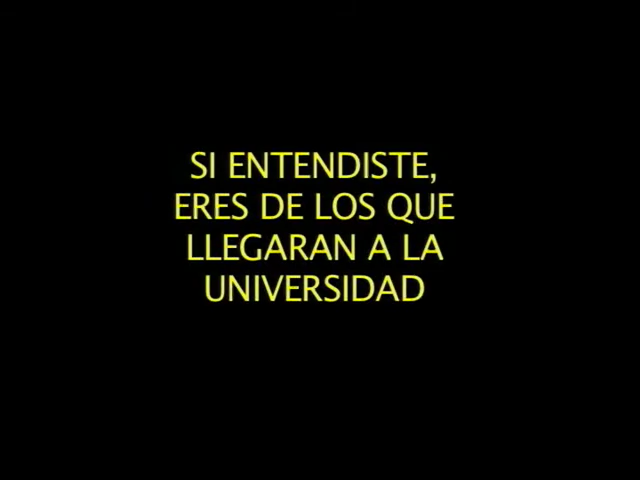 SI ENTENDISTE,
ERES DE LOS QUE
LLEGARAN A LA
UNIVERSIDAD